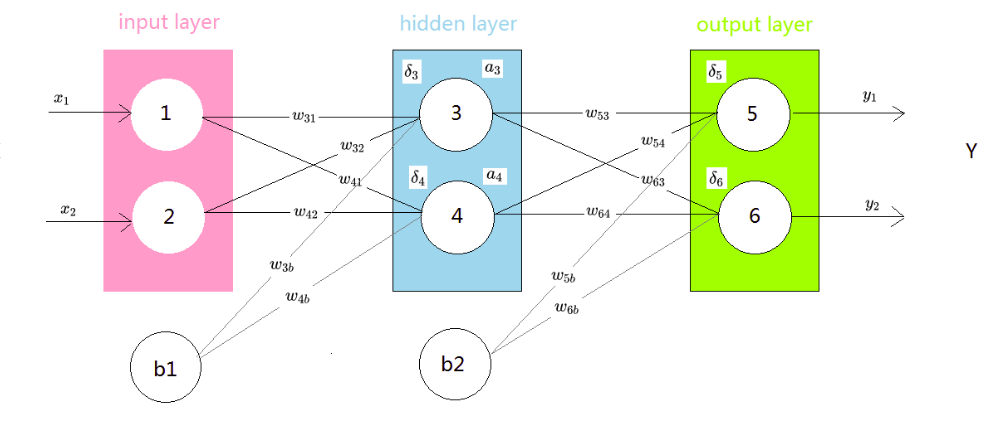 input layer
hidden layer
output layer
x₁
1
w₃₁
δ₃
a₃
3
w₅₃
δ₅
5
y₁
w₃₂
w₅₄
Y
w₄₁
δ₄
a₄
w₆₃
δ₆
x₂
2
w₄₂
4
w₆₄
6
y₂
w₃b
w₄b
w₅b
w₆b
b1
b2